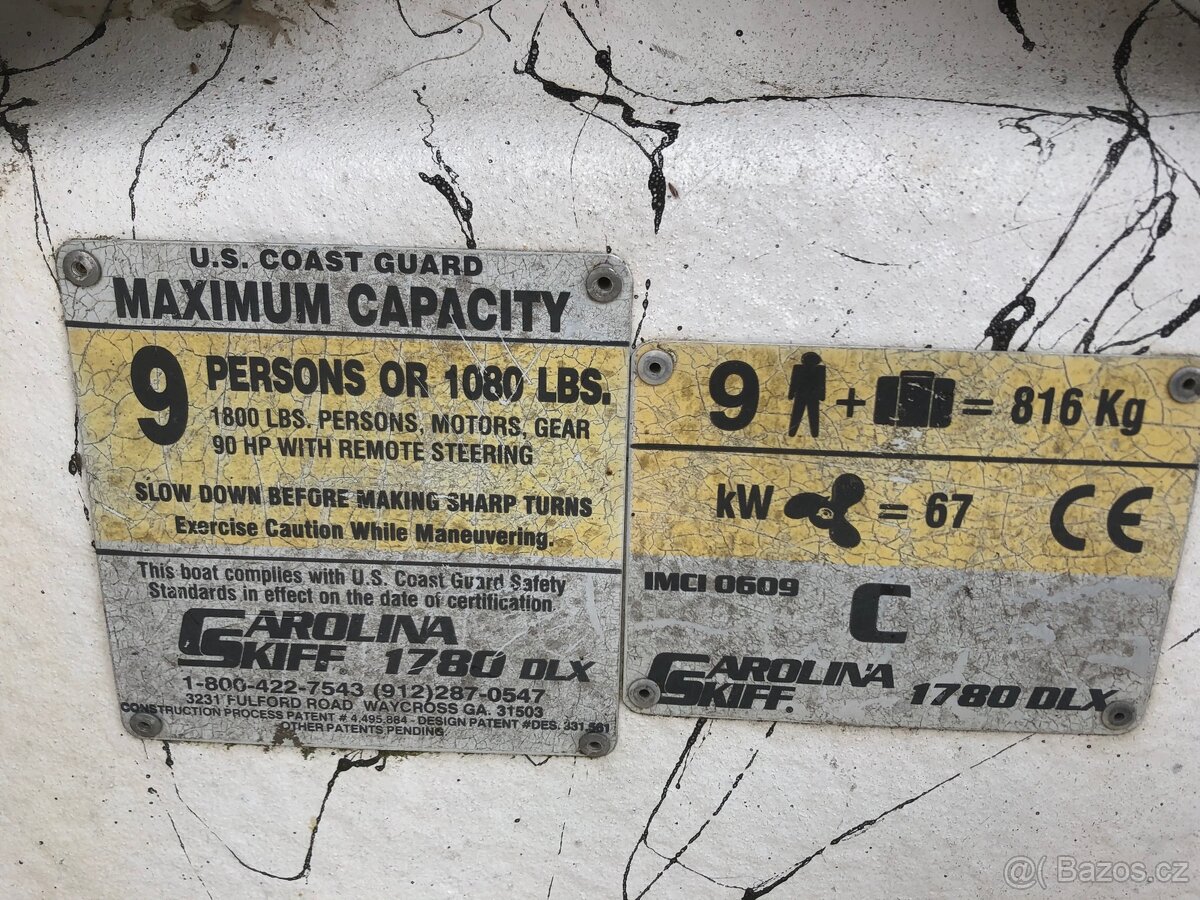 U.S. COAST GUARD
MAXIMUM CAPACITY
9 PERSONS OR 1080 LBS.
1800 LBS. PERSONS, MOTORS, GEAR
90 HP WITH REMOTE STEERING
SLOW DOWN BEFORE MAKING SHARP TURNS
Exercise Caution While Maneuvering.
This boat complies with U.S. Coast Guard Safety
Standards in effect on the date of certification
CAROLINA
SKIFF. 1780 DLX
1-800-422-7543 (912)287-0547
3231 FULFORD ROAD WAYCROSS GA. 31503
CONSTRUCTION PROCESS PATENT # 4,495,884 - DESIGN PATENT #DES. 331,561
OTHER PATENTS PENDING
9 + = 816 Kg
kW = 67 CE
IMCI 0609 C
CAROLINA
SKIFF. 1780 DLX
@( Bazos.cz